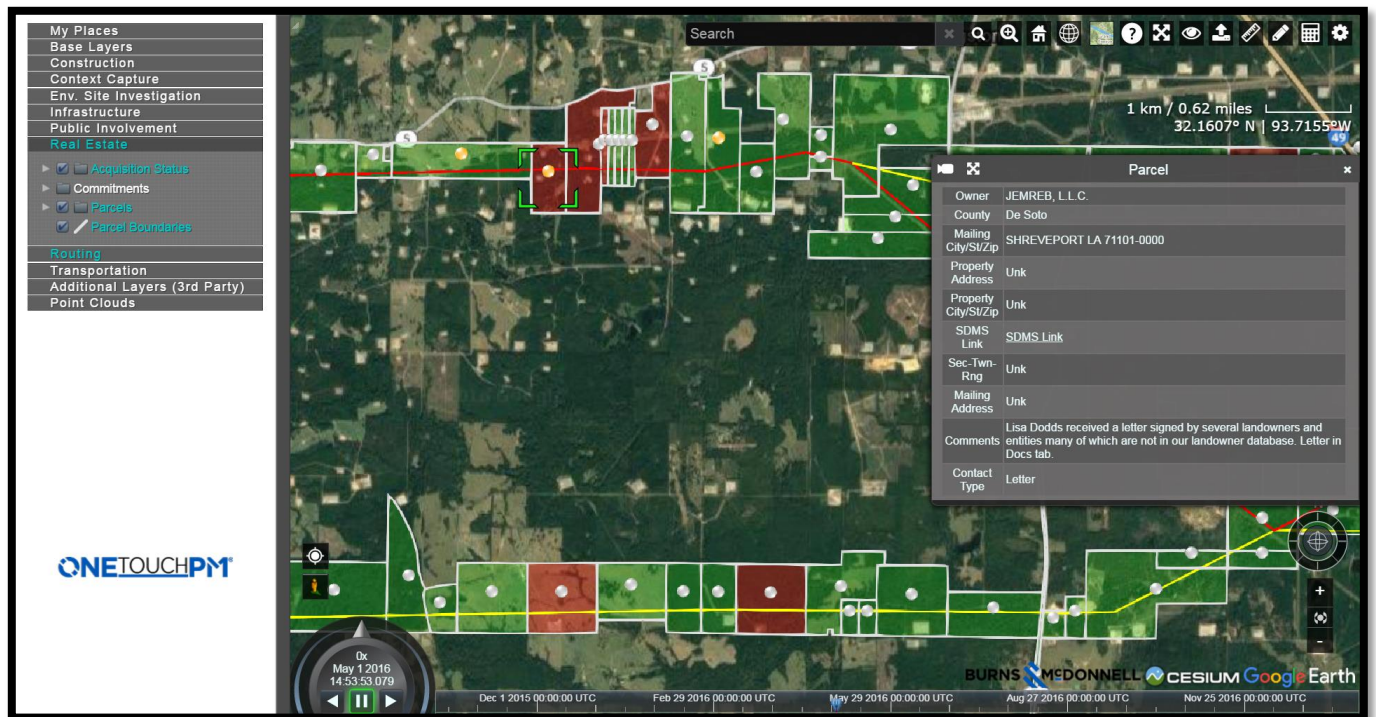 My Places
Base Layers
Construction
Context Capture
Env. Site Investigation
Infrastructure
Public Involvement
Real Estate
Acquisition Status
Commitments
Parcels
Parcel Boundaries
Routing
Transportation
Additional Layers (3rd Party)
Point Clouds
ONETOUCHPM®
Search
5
5
1 km / 0.62 miles
32.1607° N | 93.7155°W
49
Parcel
Owner JEMREB, L.L.C.
County De Soto
Mailing
City/St/Zip SHREVEPORT LA 71101-0000
Property
Address Unk
Property
City/St/Zip Unk
SDMS
Link SDMS Link
Sec-Twn-
Rng Unk
Mailing
Address Unk
Lisa Dodds received a letter signed by several landowners and
Comments entities many of which are not in our landowner database. Letter in
Docs tab.
Contact
Type Letter
0x
May 1 2016
14:53:53.079
BURNS McDONNELL CESIUM Google Earth
Dec 1 2015 00:00:00 UTC Feb 29 2016 00:00:00 UTC May 29 2016 00:00:00 UTC Aug 27 2016 00:00:00 UTC Nov 25 2016 00:00:00 UTC